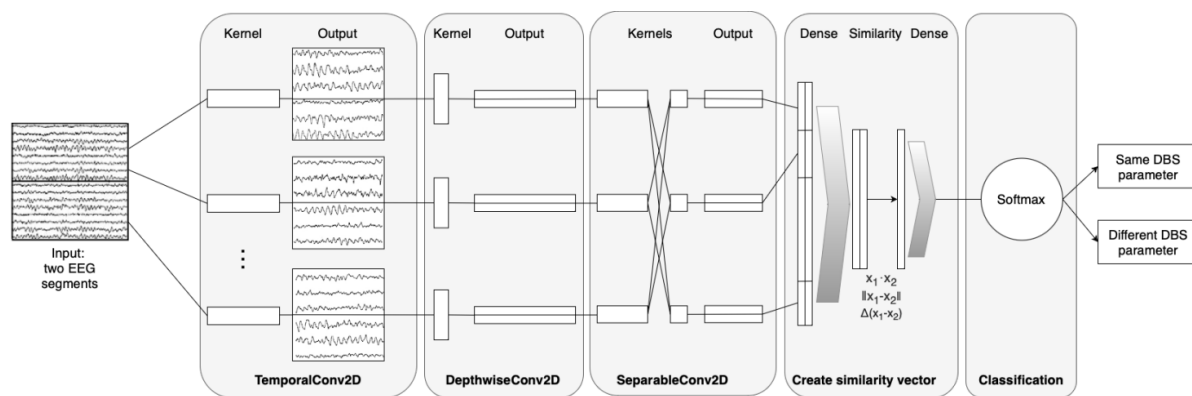 Kernel Output Kernel Output Kernels Output Dense Similarity Dense
Input:
two EEG
segments
...
x₁·x₂
||x₁-x₂||
Δ(x₁-x₂)
Softmax
Same DBS
parameter
Different DBS
parameter
TemporalConv2D DepthwiseConv2D SeparableConv2D Create similarity vector Classification